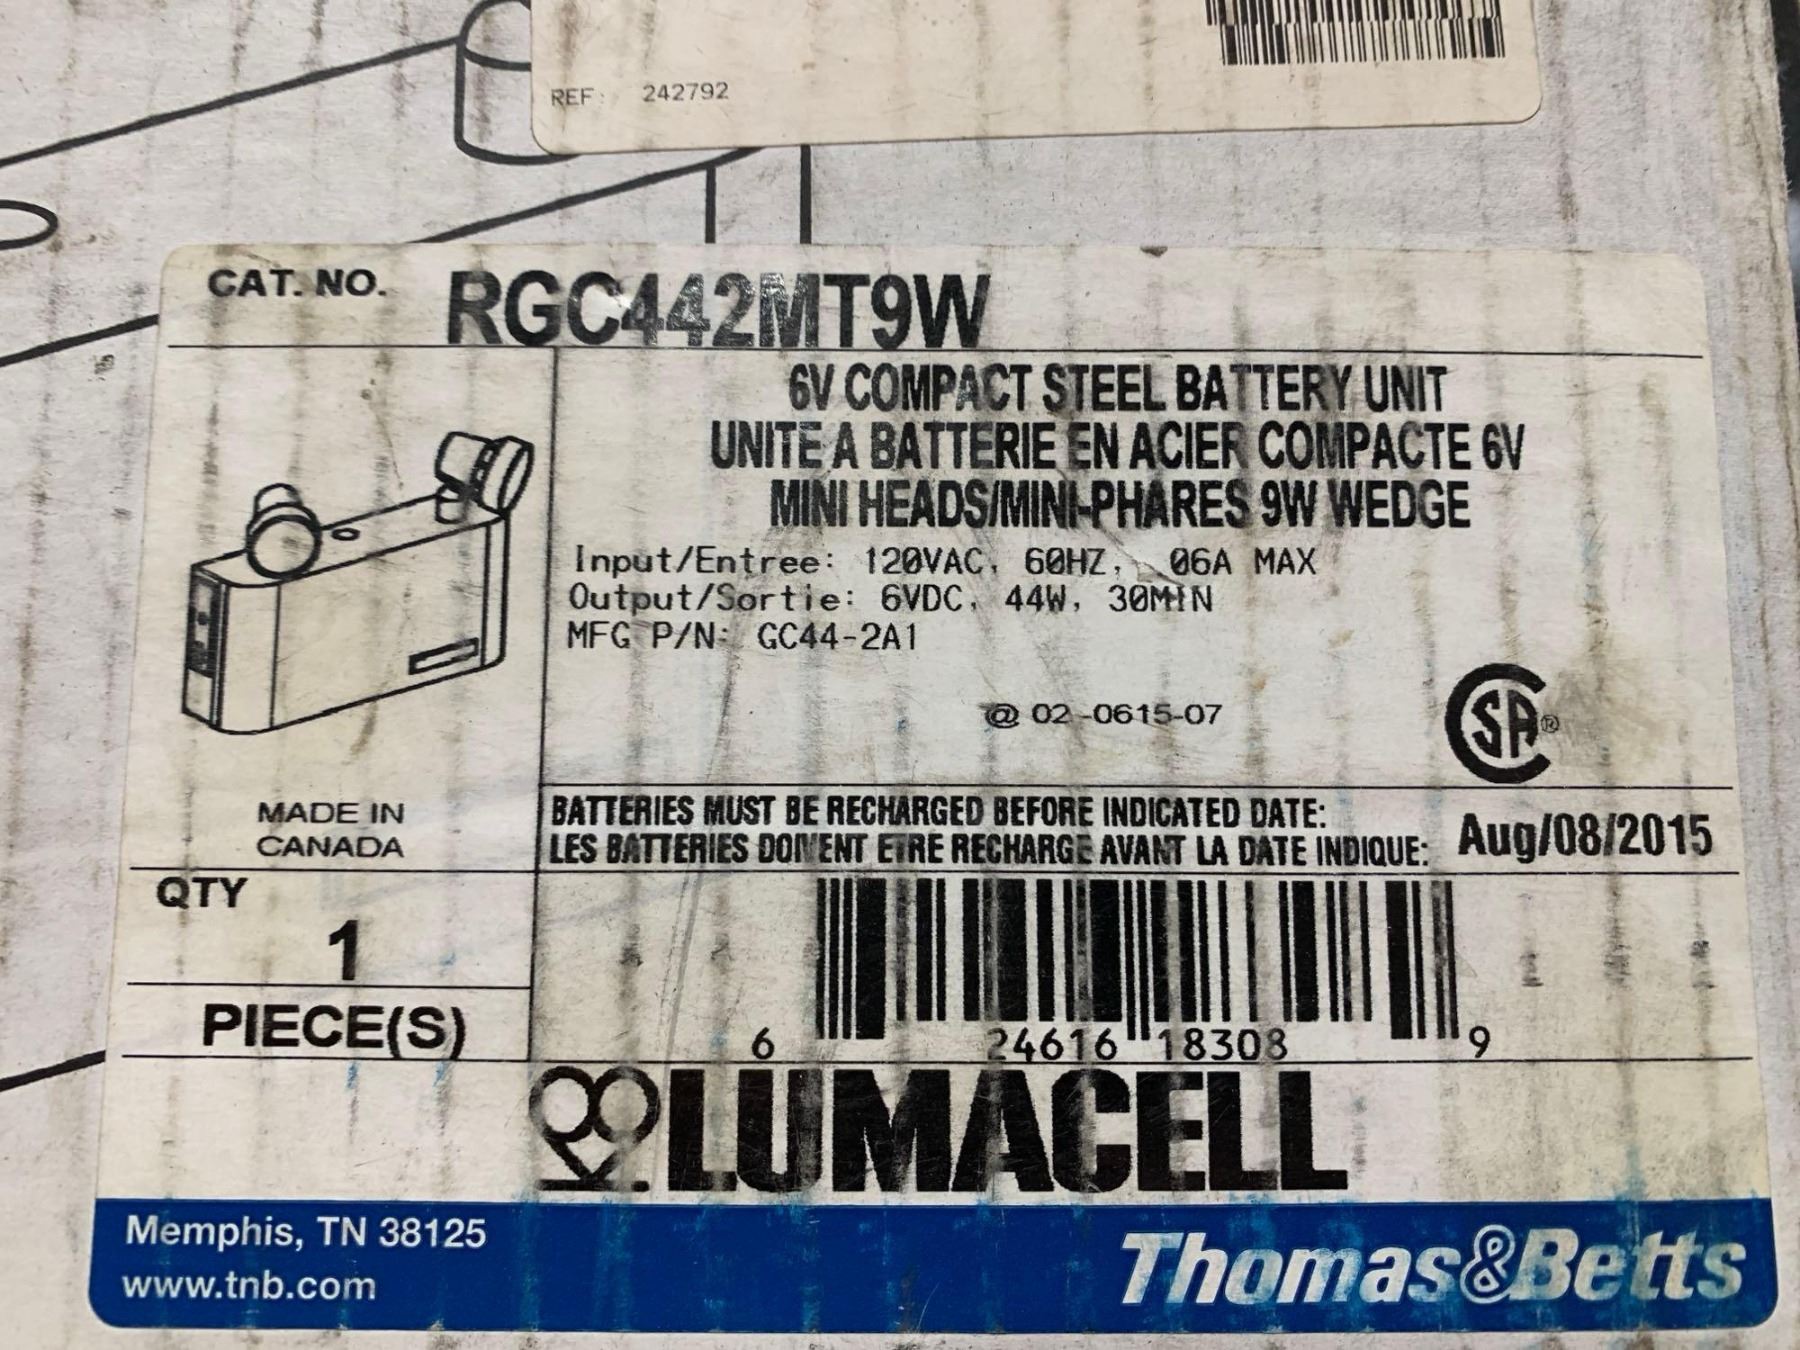 REF: 242792
CAT. NO. RGC442MT9W
6V COMPACT STEEL BATTERY UNIT
UNITE A BATTERIE EN ACIER COMPACTE 6V
MINI HEADS/MINI-PHARES 9W WEDGE
Input/Entree: 120VAC, 60HZ, .06A MAX
Output/Sortie: 6VDC, 44W, 30MIN
MFG P/N: GC44-2A1
@ 02-0615-07
CSA®
MADE IN
CANADA
BATTERIES MUST BE RECHARGED BEFORE INDICATED DATE:
LES BATTERIES DOIVENT ETRE RECHARGE AVANT LA DATE INDIQUE: Aug/08/2015
QTY
1
PIECE(S)
6 24616 18308 9
LUMACELL
Memphis, TN 38125
www.tnb.com
Thomas&Betts